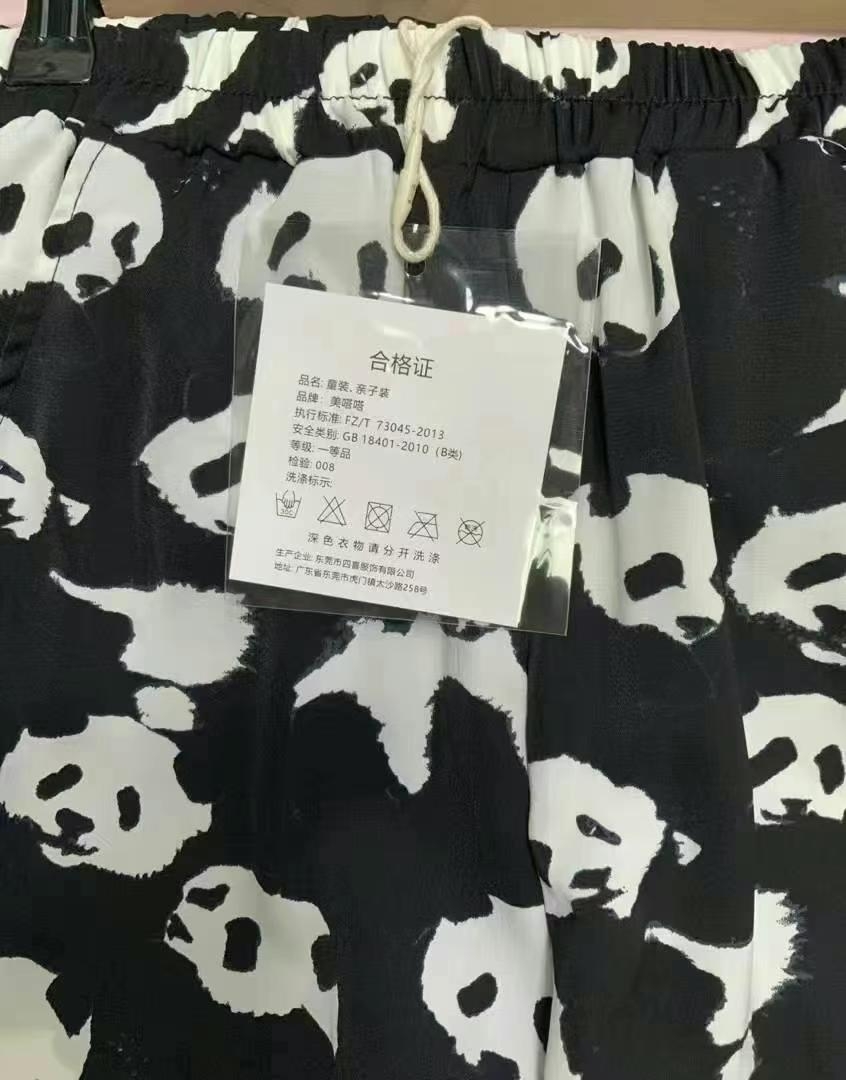 合格证
品名: 童装、亲子装
品牌: 美嗒嗒
执行标准: FZ/T 73045-2013
安全类别: GB 18401-2010（B类)
等级: 一等品
检验: 008
洗涤标示:
30C
深色衣物请分开洗涤
生产企业: 东莞市四喜服饰有限公司
地址: 广东省东莞市虎门镇太沙路258号